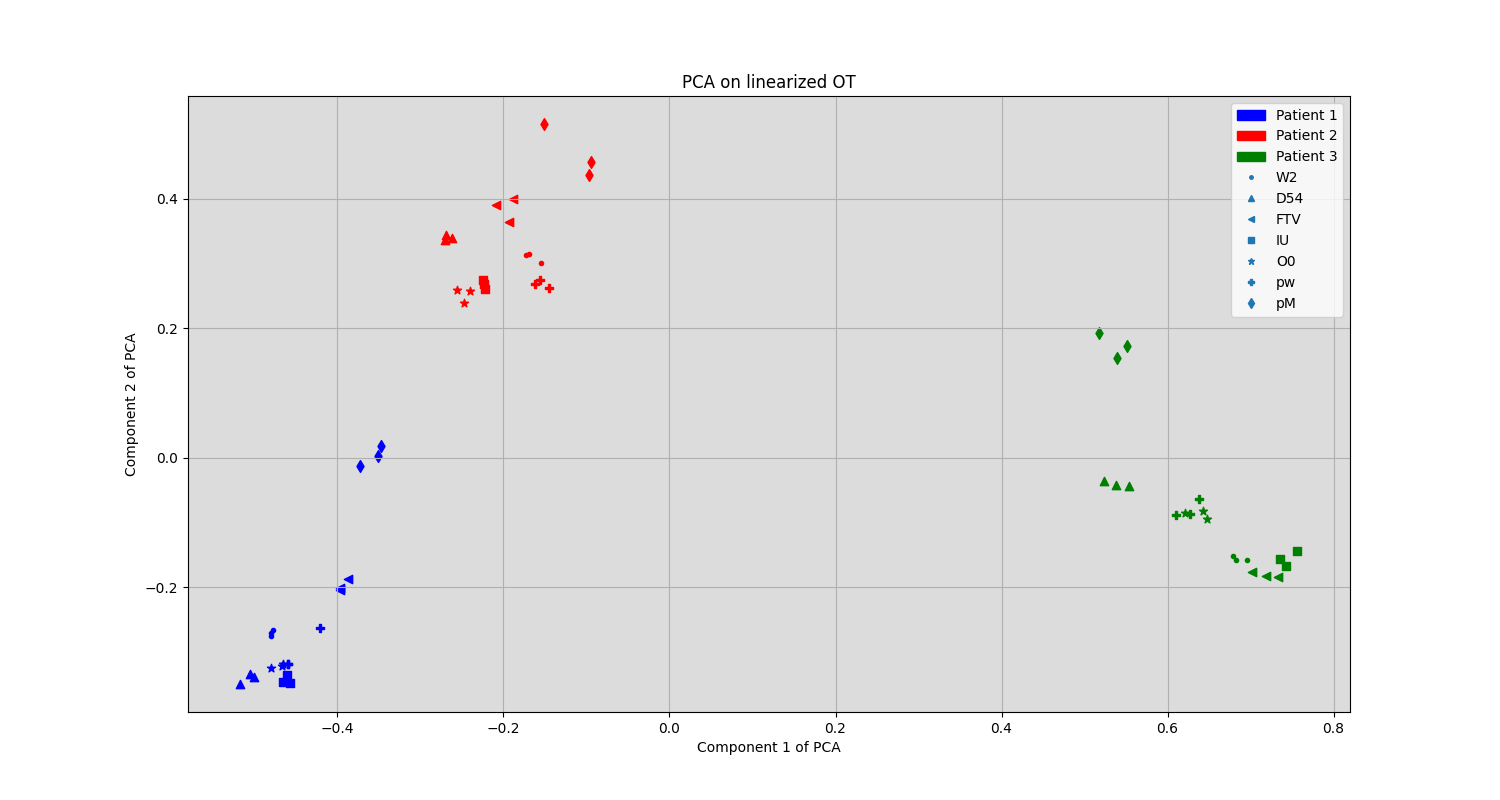 PCA on linearized OT
Patient 1
Patient 2
Patient 3
W2
D54
FTV
IU
O0
pw
pM
0.4
0.2
0.0
−0.2
Component 2 of PCA
−0.4
−0.2
0.0
0.2
0.4
0.6
0.8
Component 1 of PCA